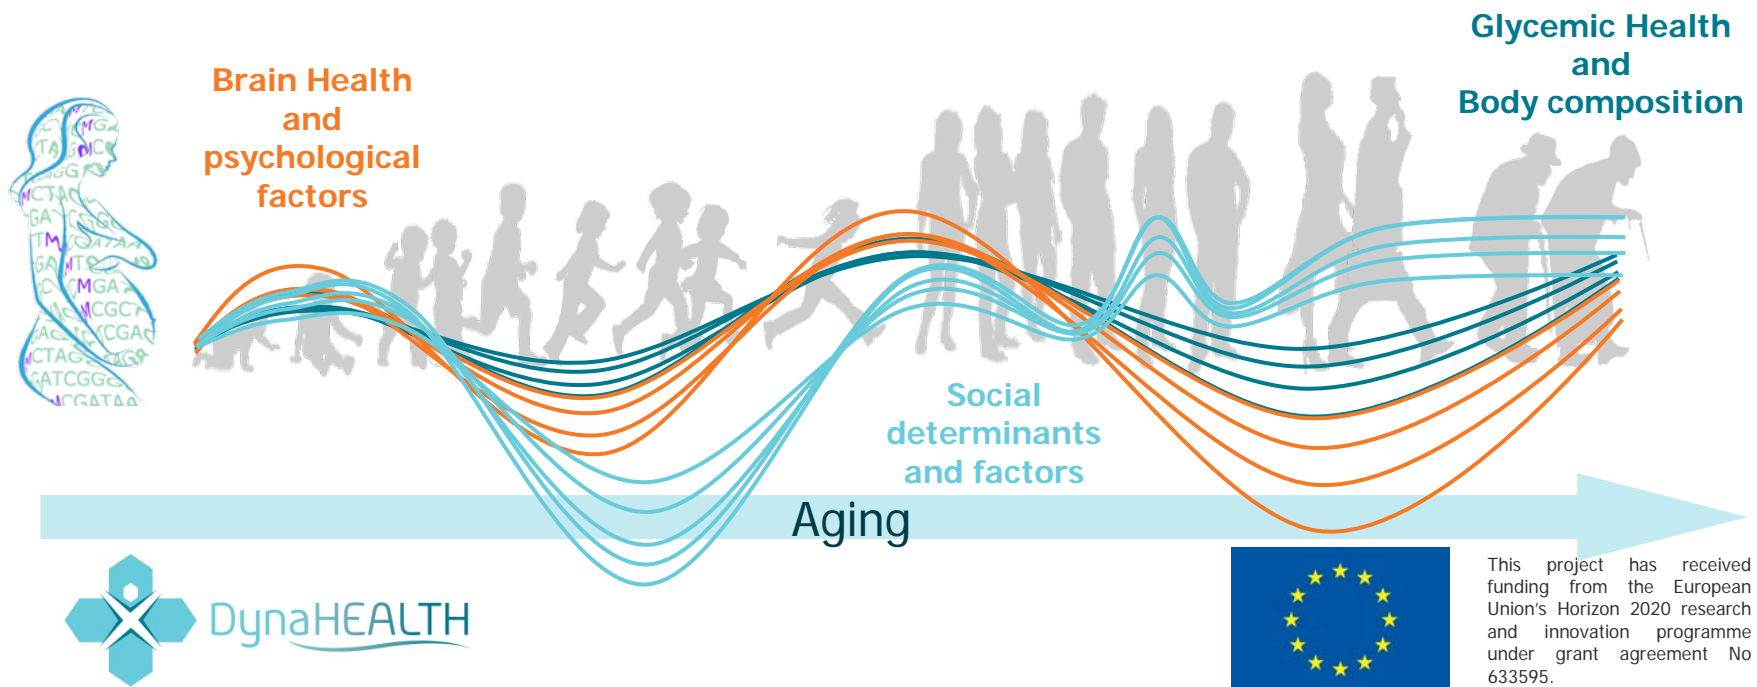 Glycemic Health
and
Body composition
Brain Health
and
psychological
factors
Social
determinants
and factors
Aging
DynaHEALTH
This project has received
funding from the European
Union's Horizon 2020 research
and innovation programme
under grant agreement No
633595.